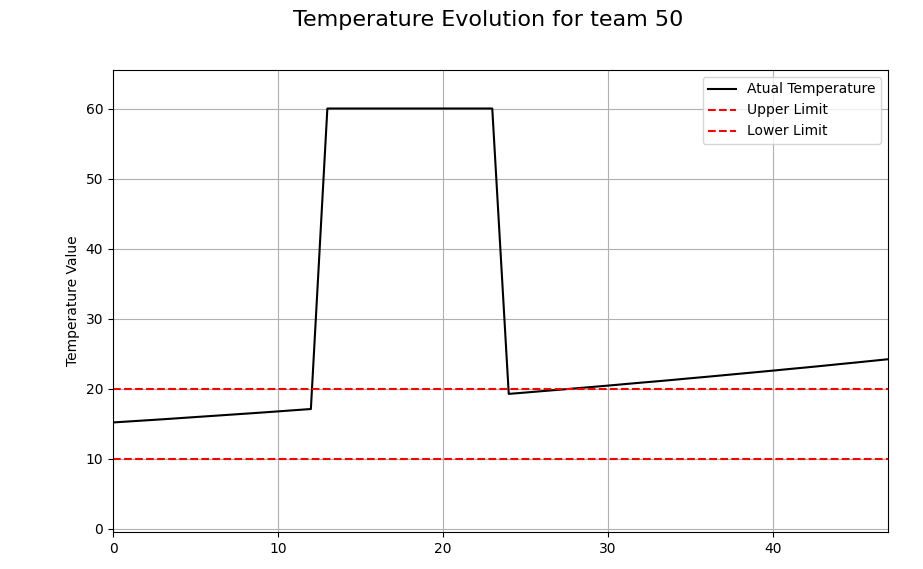 Temperature Evolution for team 50
Atual Temperature
Upper Limit
Lower Limit
Temperature Value
60
50
40
30
20
10
0
0 10 20 30 40